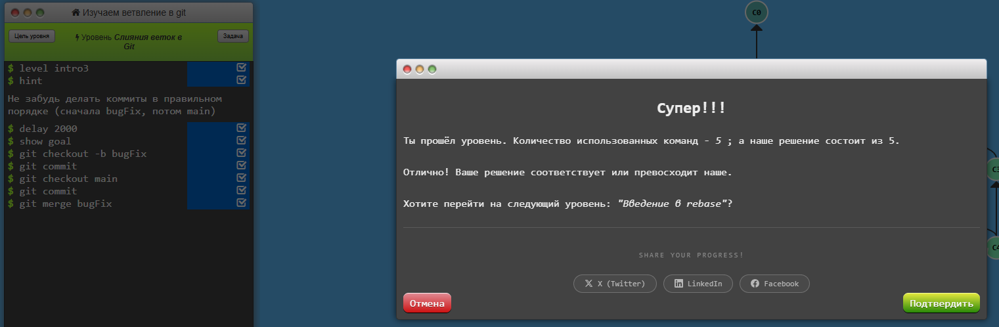 Изучаем ветвление в git
Цель уровня
Уровень Слияния веток в
Git
Задача
$ level intro3
$ hint
Не забудь делать коммиты в правильном
порядке (сначала bugFix, потом main)
$ delay 2000
$ show goal
$ git checkout -b bugFix
$ git commit
$ git checkout main
$ git commit
$ git merge bugFix
C0
Супер!!!
Ты прошёл уровень. Количество использованных команд - 5 ; а наше решение состоит из 5.
Отлично! Ваше решение соответствует или превосходит наше.
Хотите перейти на следующий уровень: "Введение в rebase"?
SHARE YOUR PROGRESS!
X (Twitter)
LinkedIn
Facebook
Отмена
Подтвердить
C3
C4